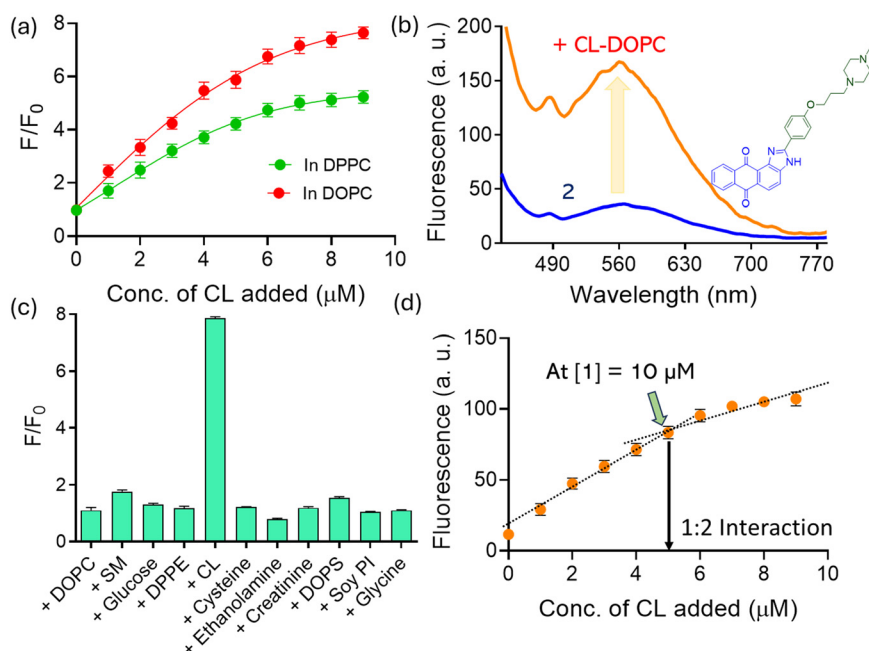 (a)
F/F0
8
6
4
2
0
In DPPC
In DOPC
0 2 4 6 8 10
Conc. of CL added (μM)
(b)
Fluorescence (a. u.)
200
150
100
50
0
+ CL-DOPC
2
N
N
O
N
NH
O
O
490 560 630 700 770
Wavelength (nm)
(c)
F/F0
8
6
4
2
0
+ DOPC
+ SM
+ Glucose
+ DPPE
+ CL
+ Cysteine
+ Ethanolamine
+ Creatinine
+ DOPS
+ Soy PI
+ Glycine
(d)
Fluorescence (a. u.)
150
100
50
0
At [1] = 10 μM
1:2 Interaction
0 2 4 6 8 10
Conc. of CL added (μM)